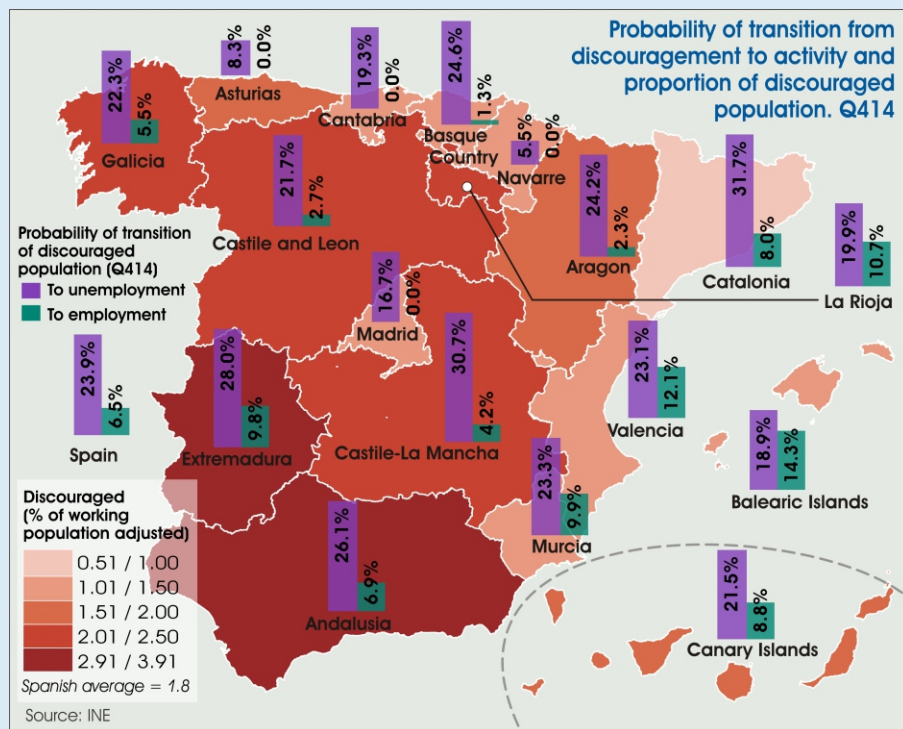 Probability of transition from
discouragement to activity and
proportion of discouraged
population. Q414
22.3%
5.5%
Galicia
8.3%
0.0%
Asturias
19.3%
0.0%
Cantabria
24.6%
1.3%
Basque
Country
5.5%
0.0%
Navarre
21.7%
2.7%
Castile and Leon
24.2%
2.3%
Aragon
31.7%
8.0%
Catalonia
19.9%
10.7%
La Rioja
Probability of transition
of discouraged
population (Q414)
To unemployment
To employment
16.7%
0.0%
Madrid
23.9%
6.5%
Spain
28.0%
9.8%
Extremadura
30.7%
4.2%
Castile-La Mancha
23.1%
12.1%
Valencia
18.9%
14.3%
Balearic Islands
23.3%
9.9%
Murcia
26.1%
6.9%
Andalusia
21.5%
8.8%
Canary Islands
Discouraged
(% of working
population adjusted)
0.51 / 1.00
1.01 / 1.50
1.51 / 2.00
2.01 / 2.50
2.91 / 3.91
Spanish average = 1.8
Source: INE